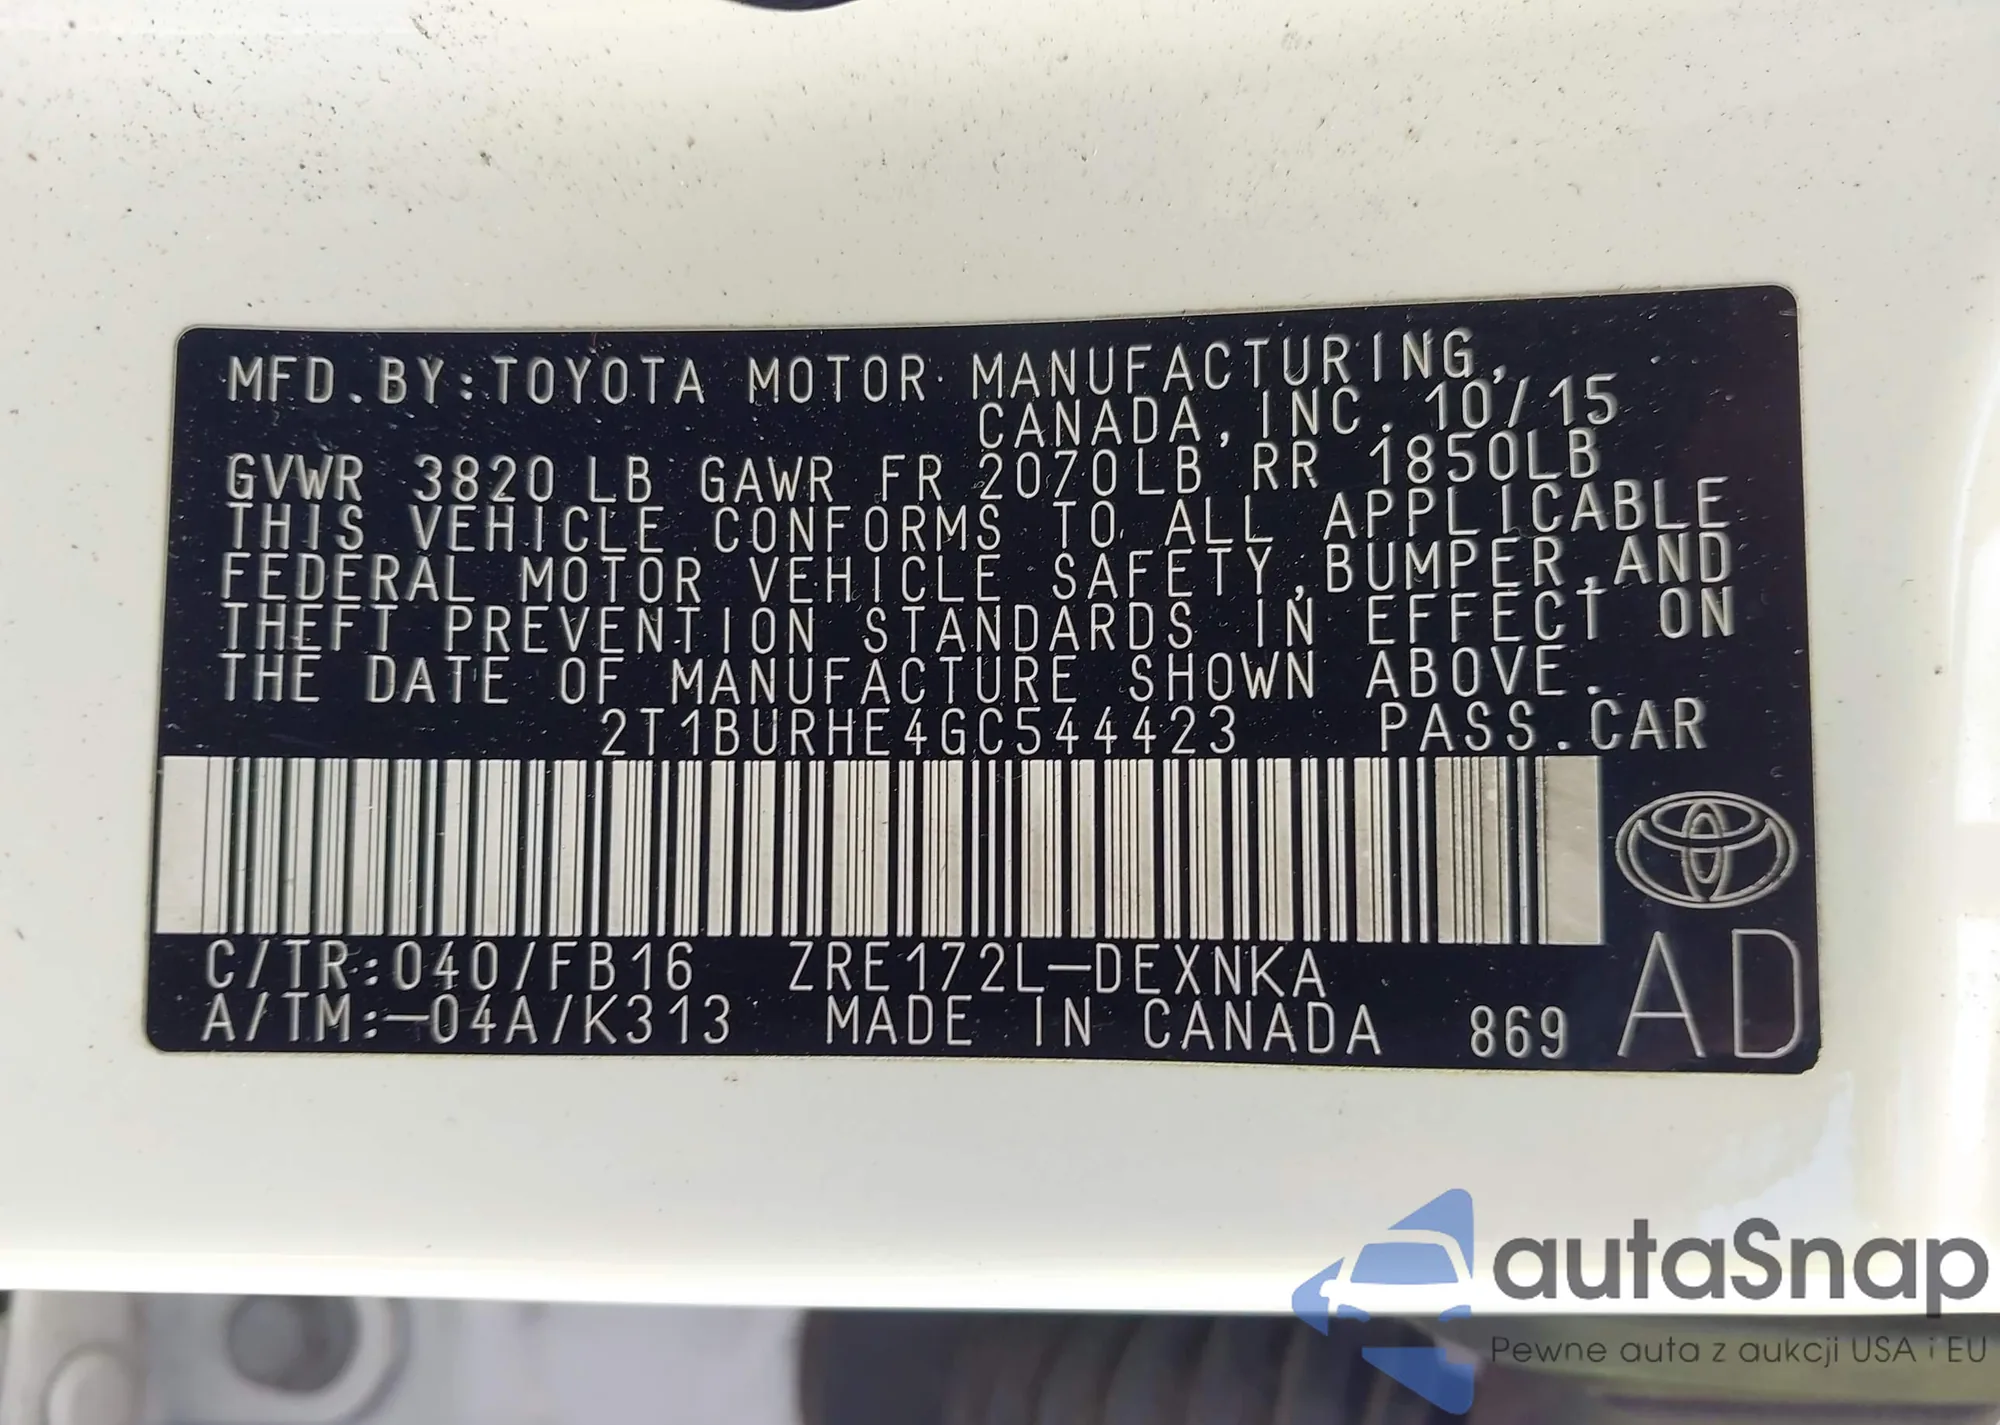 MFD.BY:TOYOTA MOTOR MANUFACTURING,
CANADA,INC. 10/15
GVWR 3820LB GAWR FR 2070LB RR 1850LB
THIS VEHICLE CONFORMS TO ALL APPLICABLE
FEDERAL MOTOR VEHICLE SAFETY,BUMPER,AND
THEFT PREVENTION STANDARDS IN EFFECT ON
THE DATE OF MANUFACTURE SHOWN ABOVE.
2T1BURHE4GC544423 PASS.CAR
C/TR:040/FB16 ZRE172L-DEXNKA
A/TM:-04A/K313 MADE IN CANADA 869 AD
autaSnap
Pewne auta z aukcji USA i EU